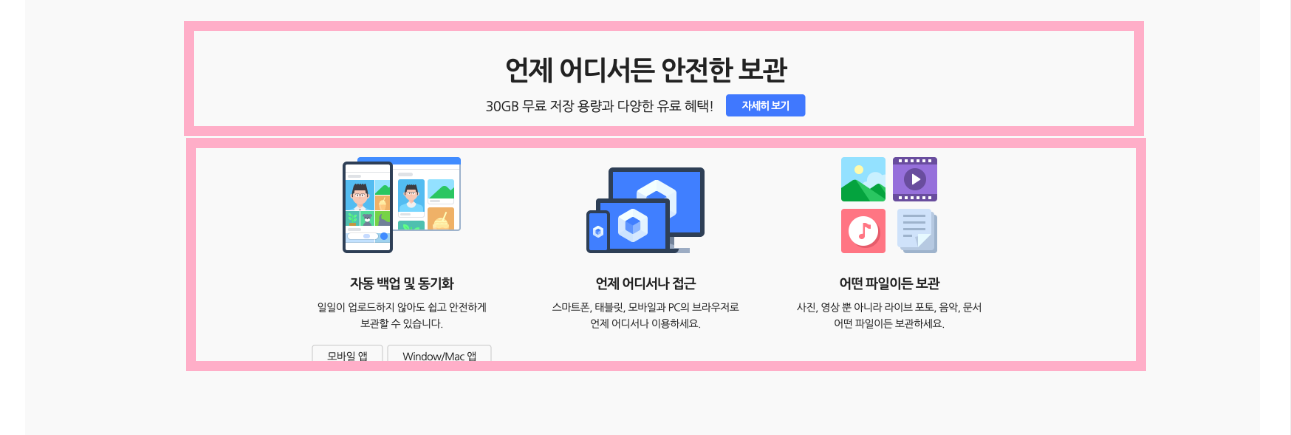 언제 어디서든 안전한 보관
30GB 무료 저장 용량과 다양한 유료 혜택! 자세히 보기
자동 백업 및 동기화
일일이 업로드하지 않아도 쉽고 안전하게
보관할 수 있습니다.
모바일 앱 Window/Mac 앱
언제 어디서나 접근
스마트폰, 태블릿, 모바일과 PC의 브라우저로
언제 어디서나 이용하세요.
어떤 파일이든 보관
사진, 영상 뿐 아니라 라이브 포토, 음악, 문서
어떤 파일이든 보관하세요.